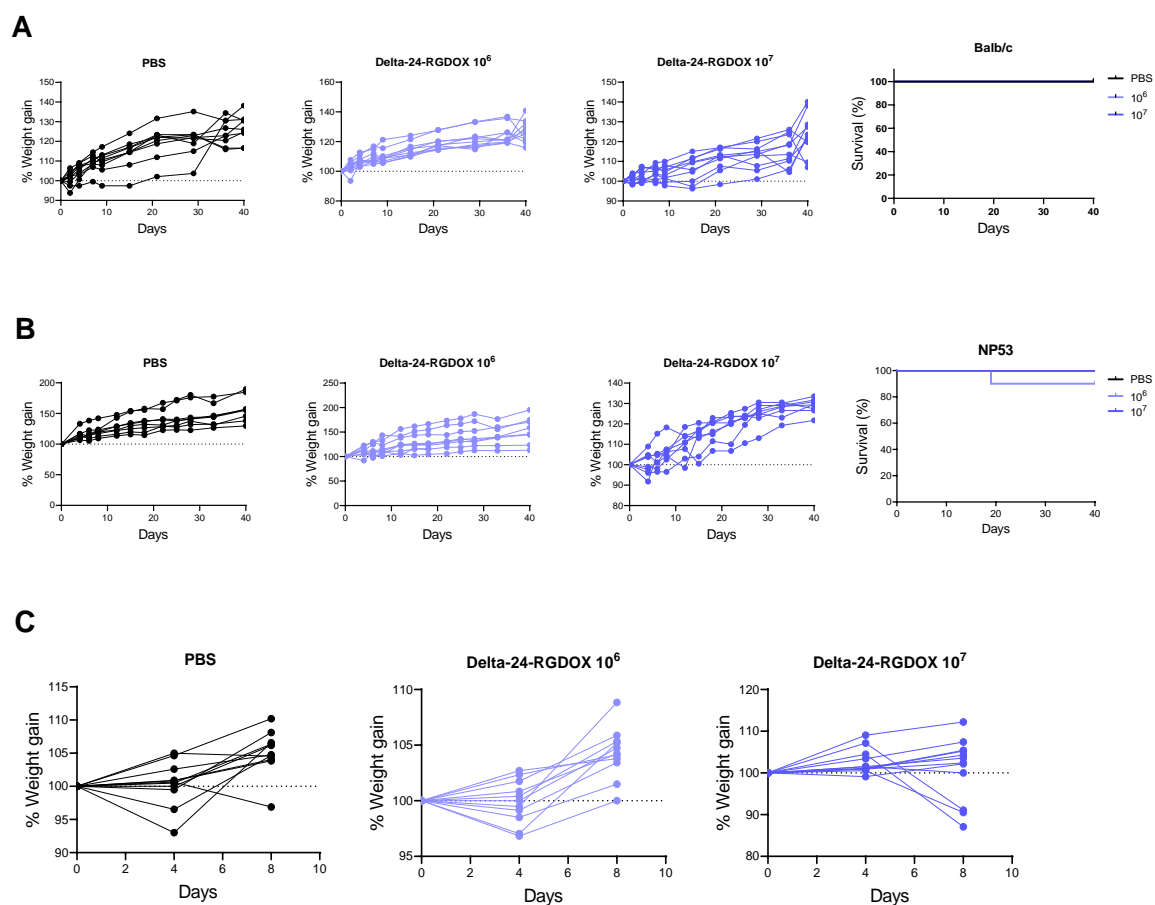 A
PBS
% Weight gain
150
140
130
120
110
100
90
0 10 20 30 40
Days
Delta-24-RGDOX 10⁶
% Weight gain
160
140
120
100
80
0 10 20 30 40
Days
Delta-24-RGDOX 10⁷
% Weight gain
150
140
130
120
110
100
90
0 10 20 30 40
Days
Balb/c
Survival (%)
100
80
60
40
20
0
0 10 20 30 40
Days
PBS
10⁶
10⁷
B
PBS
% Weight gain
200
150
100
50
0
0 10 20 30 40
Days
Delta-24-RGDOX 10⁶
% Weight gain
250
200
150
100
50
0
0 10 20 30 40
Days
Delta-24-RGDOX 10⁷
% Weight gain
140
130
120
110
100
90
80
0 10 20 30 40
Days
NP53
Survival (%)
100
80
60
40
20
0
0 10 20 30 40
Days
PBS
10⁶
10⁷
C
PBS
% Weight gain
115
110
105
100
95
90
0 2 4 6 8 10
Days
Delta-24-RGDOX 10⁶
% Weight gain
110
105
100
95
0 2 4 6 8 10
Days
Delta-24-RGDOX 10⁷
% Weight gain
120
110
100
90
80
0 2 4 6 8 10
Days